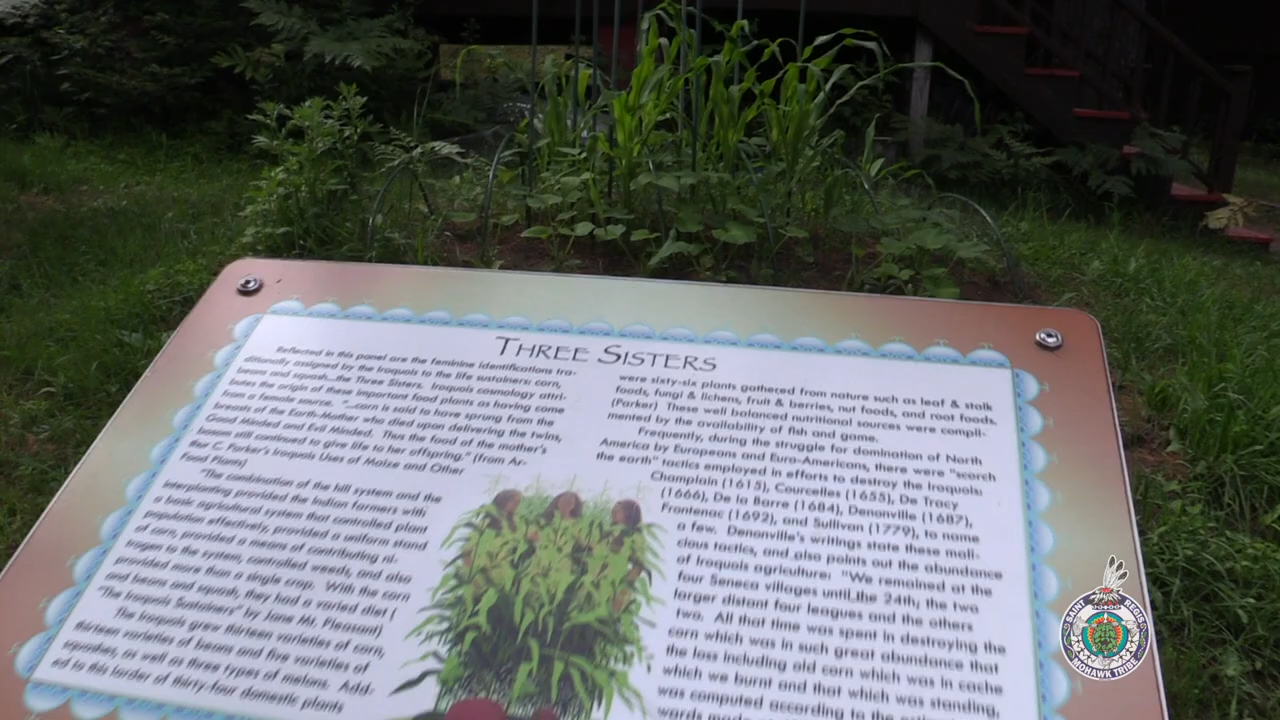 THREE SISTERS
Reflected in this panel are the feminine identifications tra-
ditionally assigned by the Iroquois to the life sustainers: corn,
beans and squash...the Three Sisters. Iroquois cosmology attri-
butes the origin of these important food plants as having come
from a female source. "...corn is said to have sprung from the
breasts of the Earth-Mother who died upon delivering the twins,
Good Minded and Evil Minded. Thus the food of the mother's
bosom still continued to give life to her offspring." (from Ar-
thur C. Parker's Iroquois Uses of Maize and Other
Food Plants)
"The combination of the hill system and the
interplanting provided the Indian farmers with
a basic agricultural system that controlled plant
population effectively, provided a uniform stand
of corn, provided a means of contributing ni-
trogen to the system, controlled weeds, and also
provided more than a single crop. With the corn
and beans and squash, they had a varied diet (
"The Iroquois Sustainers" by Jane Mt. Pleasant)
The Iroquois grew thirteen varieties of corn,
thirteen varieties of beans and five varieties of
squashes, as well as three types of melons. Add-
ed to this larder of thirty-four domestic plants
were sixty-six plants gathered from nature such as leaf & stalk
foods, fungi & lichens, fruit & berries, nut foods, and root foods.
(Parker) These well balanced nutritional sources were compli-
mented by the availability of fish and game.
Frequently, during the struggle for domination of North
America by Europeans and Euro-Americans, there were "scorch
the earth" tactics employed in efforts to destroy the Iroquois:
Champlain (1615), Courcelles (1655), De Tracy
(1666), De la Barre (1684), Denonville (1687),
Frontenac (1692), and Sullivan (1779), to name
a few. Denonville's writings state these mali-
cious tactics, and also points out the abundance
of Iroquois agriculture: "We remained at the
four Seneca villages until the 24th; the two
larger distant four leagues and the others
two. All that time was spent in destroying the
corn which was in such great abundance that
the loss including old corn which was in cache
which we burnt and that which was standing,
was computed according to the
words
SAINT REGIS
MOHAWK TRIBE